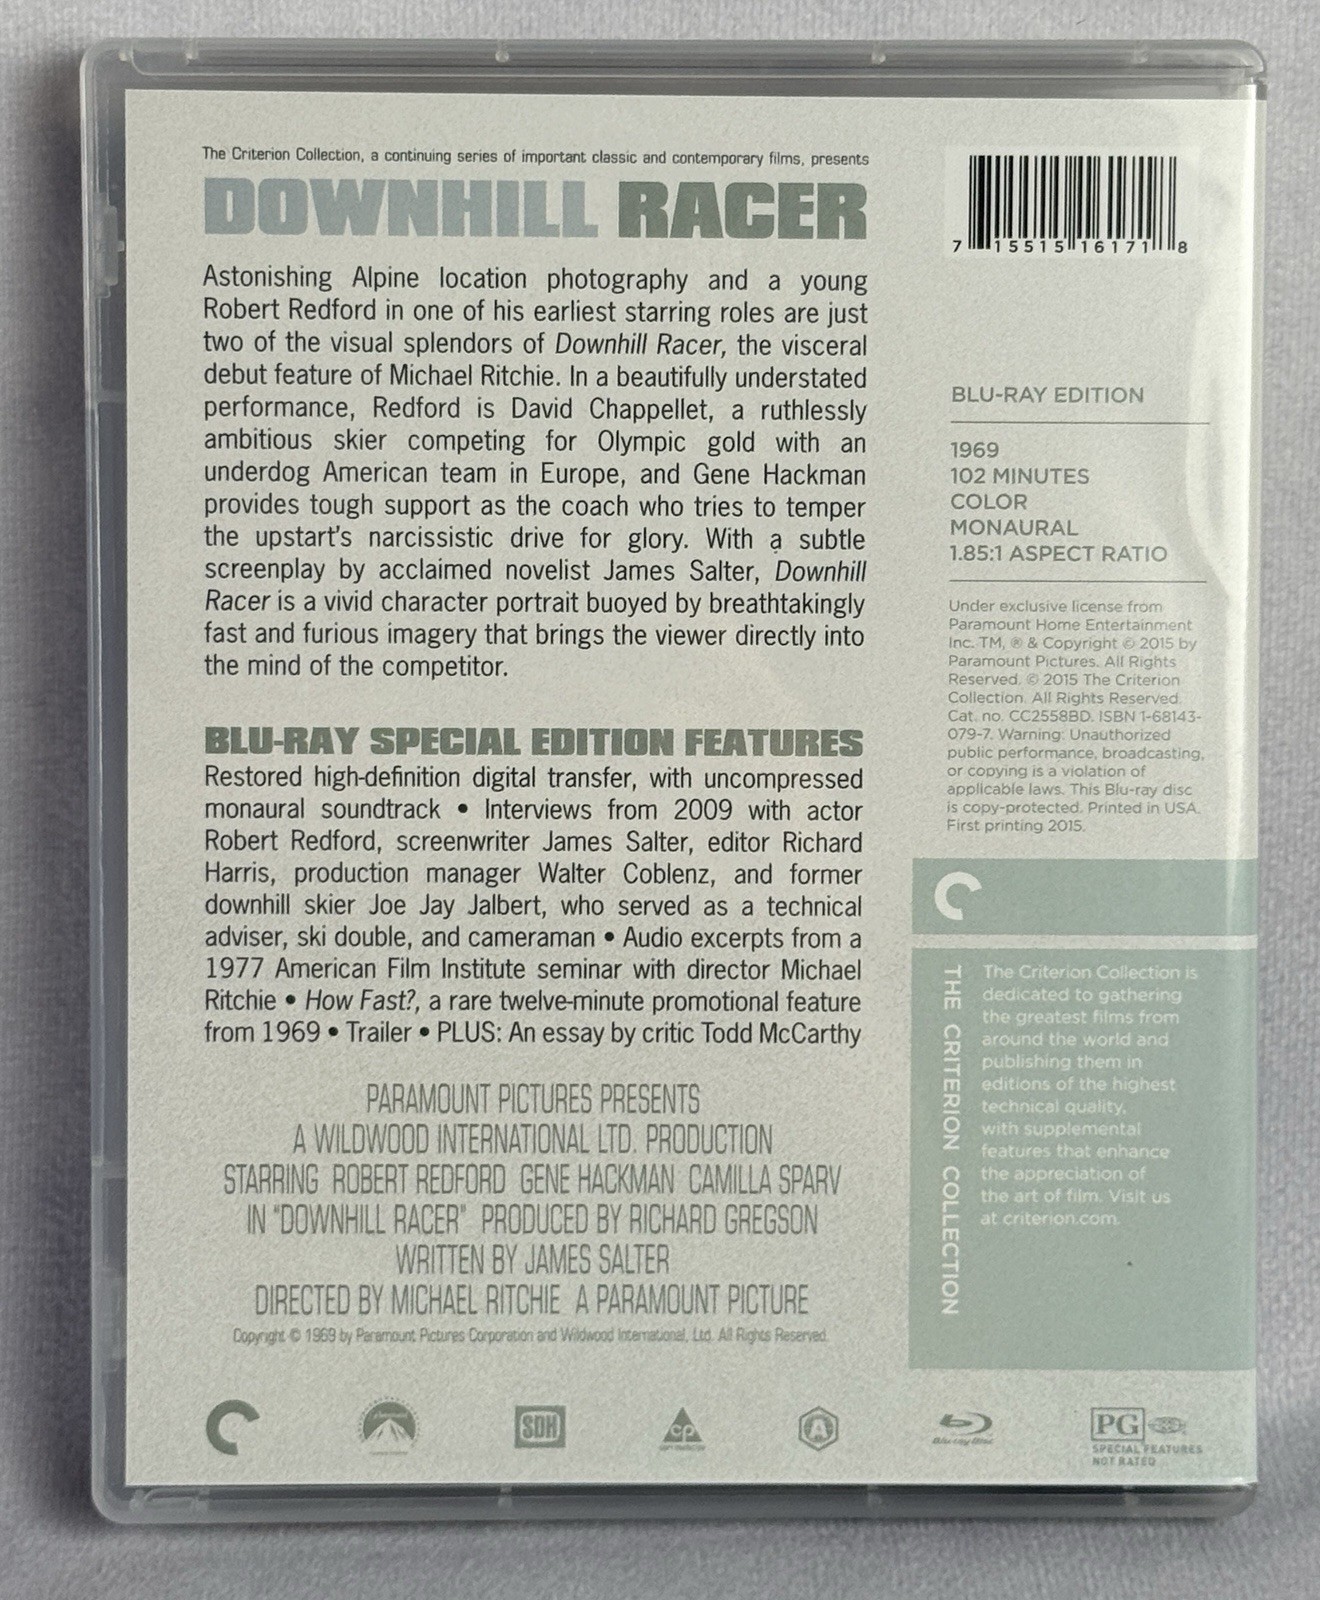 The Criterion Collection, a continuing series of important classic and contemporary films, presents
DOWNHILL RACER
Astonishing Alpine location photography and a young
Robert Redford in one of his earliest starring roles are just
two of the visual splendors of Downhill Racer, the visceral
debut feature of Michael Ritchie. In a beautifully understated
performance, Redford is David Chappellet, a ruthlessly
ambitious skier competing for Olympic gold with an
underdog American team in Europe, and Gene Hackman
provides tough support as the coach who tries to temper
the upstart's narcissistic drive for glory. With a subtle
screenplay by acclaimed novelist James Salter, Downhill
Racer is a vivid character portrait buoyed by breathtakingly
fast and furious imagery that brings the viewer directly into
the mind of the competitor.
BLU-RAY SPECIAL EDITION FEATURES
Restored high-definition digital transfer, with uncompressed
monaural soundtrack • Interviews from 2009 with actor
Robert Redford, screenwriter James Salter, editor Richard
Harris, production manager Walter Coblenz, and former
downhill skier Joe Jay Jalbert, who served as a technical
adviser, ski double, and cameraman • Audio excerpts from a
1977 American Film Institute seminar with director Michael
Ritchie • How Fast?, a rare twelve-minute promotional feature
from 1969 • Trailer • PLUS: An essay by critic Todd McCarthy
PARAMOUNT PICTURES PRESENTS
A WILDWOOD INTERNATIONAL LTD. PRODUCTION
STARRING ROBERT REDFORD GENE HACKMAN CAMILLA SPARV
IN "DOWNHILL RACER" PRODUCED BY RICHARD GREGSON
WRITTEN BY JAMES SALTER
DIRECTED BY MICHAEL RITCHIE A PARAMOUNT PICTURE
Copyright © 1969 by Paramount Pictures Corporation and Wildwood International, Ltd. All Rights Reserved.
7 15515 16171 8
BLU-RAY EDITION
1969
102 MINUTES
COLOR
MONAURAL
1.85:1 ASPECT RATIO
Under exclusive license from
Paramount Home Entertainment
Inc. TM, ® & Copyright © 2015 by
Paramount Pictures. All Rights
Reserved. © 2015 The Criterion
Collection. All Rights Reserved.
Cat. no. CC2558BD. ISBN 1-68143-
079-7. Warning: Unauthorized
public performance, broadcasting,
or copying is a violation of
applicable laws. This Blu-ray disc
is copy-protected. Printed in USA.
First printing 2015.
THE CRITERION COLLECTION
The Criterion Collection is
dedicated to gathering
the greatest films from
around the world and
publishing them in
editions of the highest
technical quality,
with supplemental
features that enhance
the appreciation of
the art of film. Visit us
at criterion.com.
SDH
CP
A
Blu-ray Disc
PG
SPECIAL FEATURES
NOT RATED